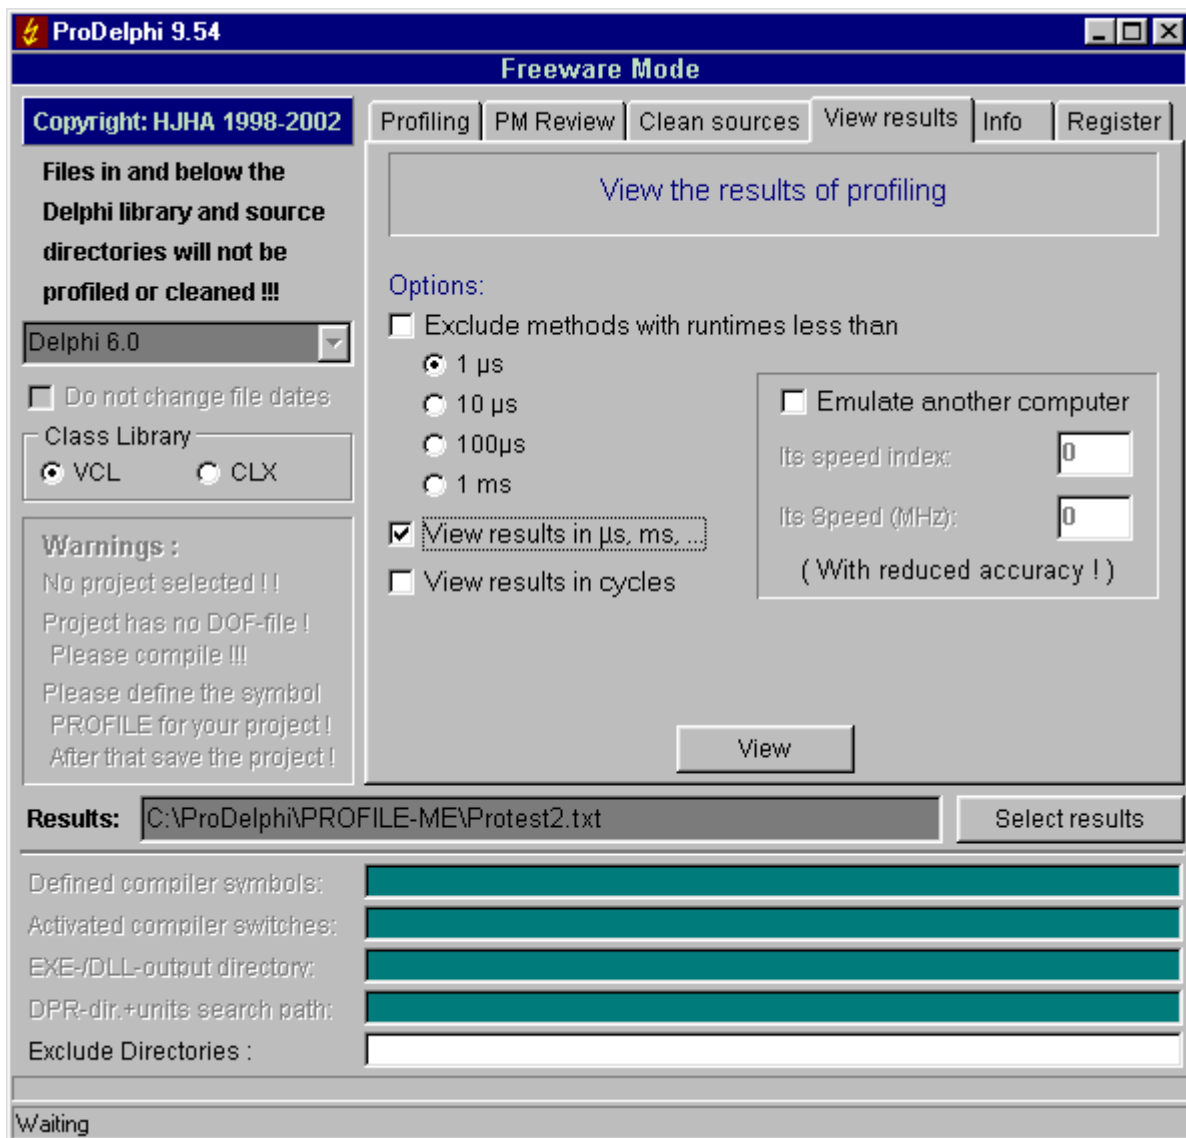 ProDelphi 9.54
Freeware Mode
Copyright: HJHA 1998-2002
Files in and below the
Delphi library and source
directories will not be
profiled or cleaned !!!
Delphi 6.0
Do not change file dates
Class Library
VCL CLX
Warnings :
No project selected ! !
Project has no DOF-file !
Please compile !!!
Please define the symbol
PROFILE for your project !
After that save the project !
Profiling PM Review Clean sources View results Info Register
View the results of profiling
Options:
Exclude methods with runtimes less than
1 µs
10 µs
100µs
1 ms
View results in µs, ms, ...
View results in cycles
Emulate another computer
Its speed index: 0
Its Speed (MHz): 0
( With reduced accuracy ! )
View
Results: C:\ProDelphi\PROFILE-ME\Protest2.txt Select results
Defined compiler symbols:
Activated compiler switches:
EXE-/DLL-output directory:
DPR-dir.+units search path:
Exclude Directories :
Waiting